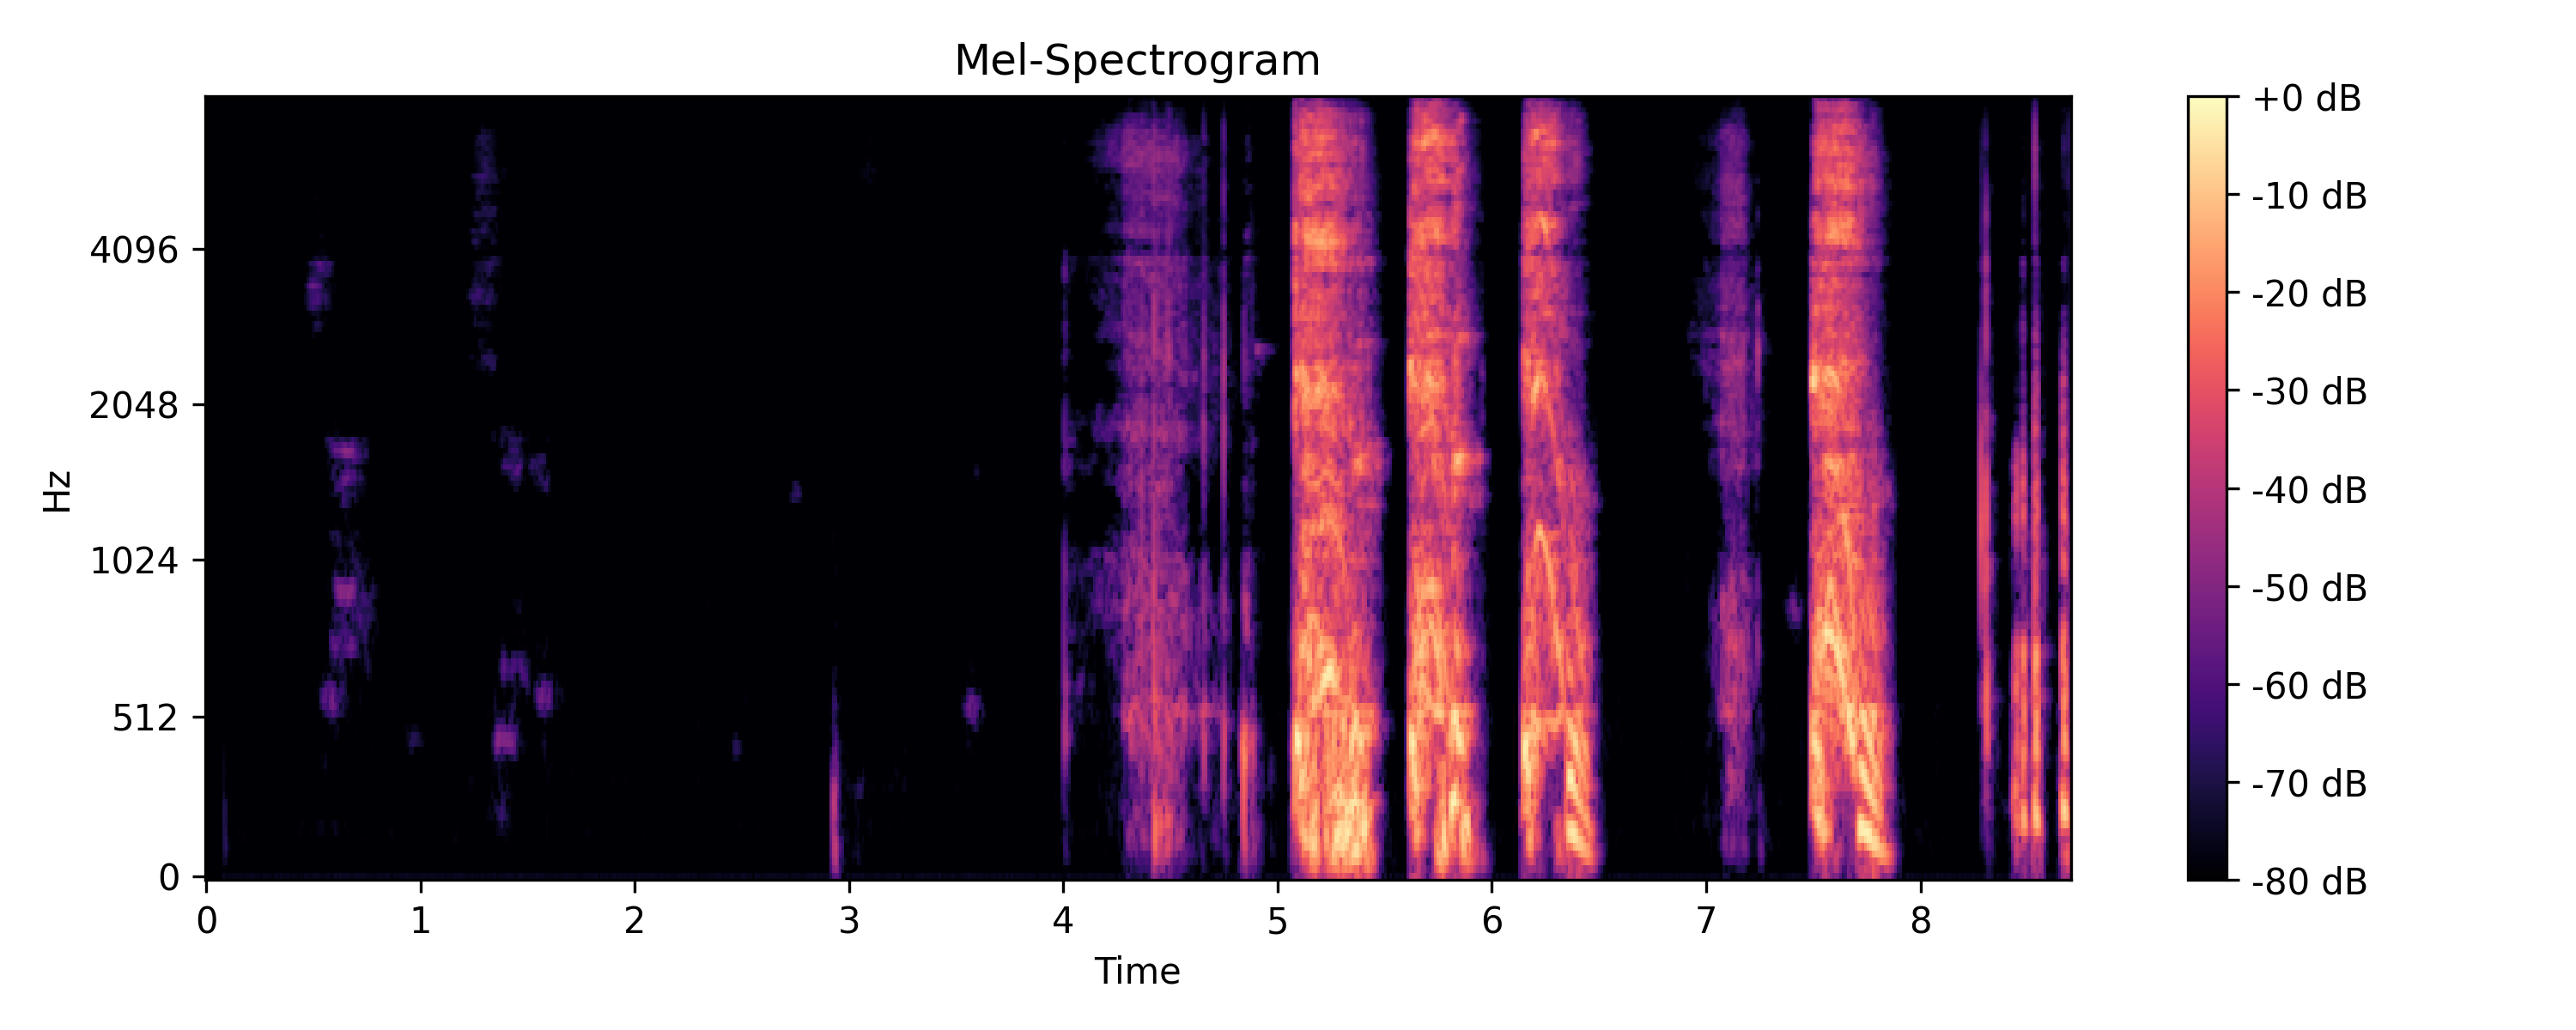 Mel-Spectrogram
+0 dB
-10 dB
-20 dB
-30 dB
-40 dB
-50 dB
-60 dB
-70 dB
-80 dB
4096
2048
1024
512
0
Hz
0 1 2 3 4 5 6 7 8
Time